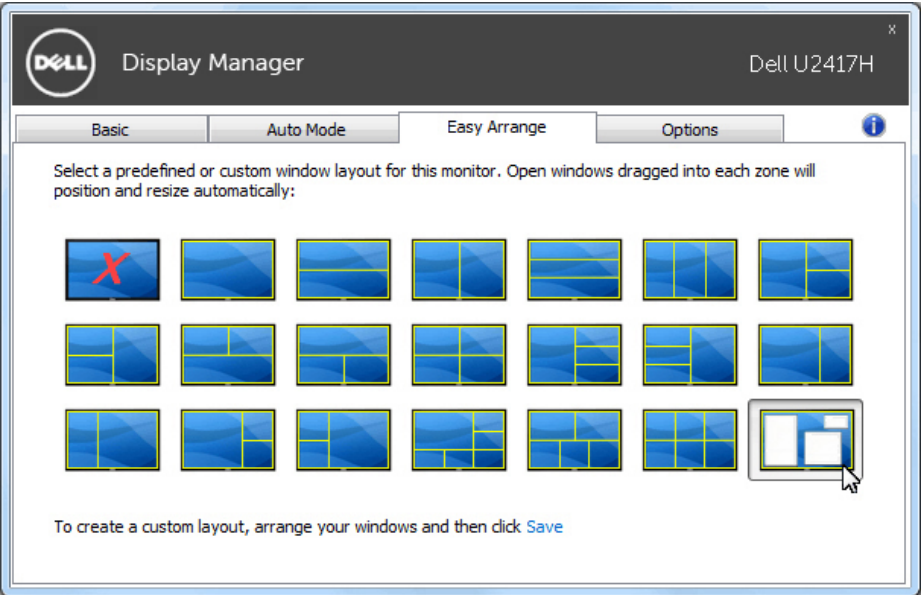 x
DELL
Display Manager
Dell U2417H
Basic
Auto Mode
Easy Arrange
Options
i
Select a predefined or custom window layout for this monitor. Open windows dragged into each zone will
position and resize automatically:
X
To create a custom layout, arrange your windows and then click Save